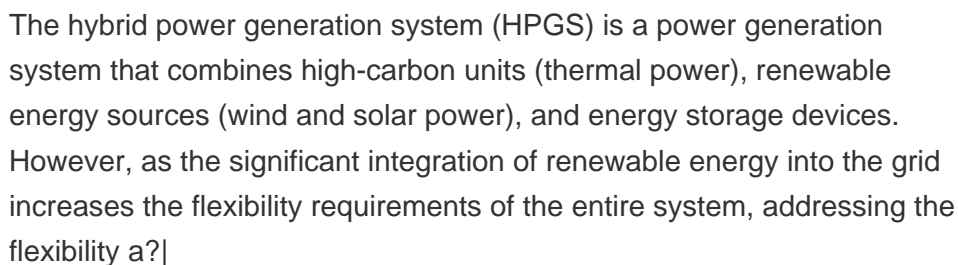 The hybrid power generation system (HPGS) is a power generation
system that combines high-carbon units (thermal power), renewable
energy sources (wind and solar power), and energy storage devices.
However, as the significant integration of renewable energy into the grid
increases the flexibility requirements of the entire system, addressing the
flexibility a?|